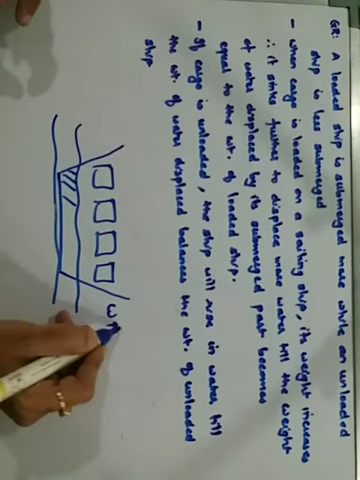 GR: A loaded ship is submerged more while an unloaded
ship is less submerged
- when cargo is loaded on a sailing ship, its weight increases
∴ it sinks further to displace more water till the weight
of water displaced by its submerged part becomes
equal to the wt. of loaded ship.
- If cargo is unloaded, the ship will rise in water till
the wt. of water displaced balances the wt. of unloaded
ship